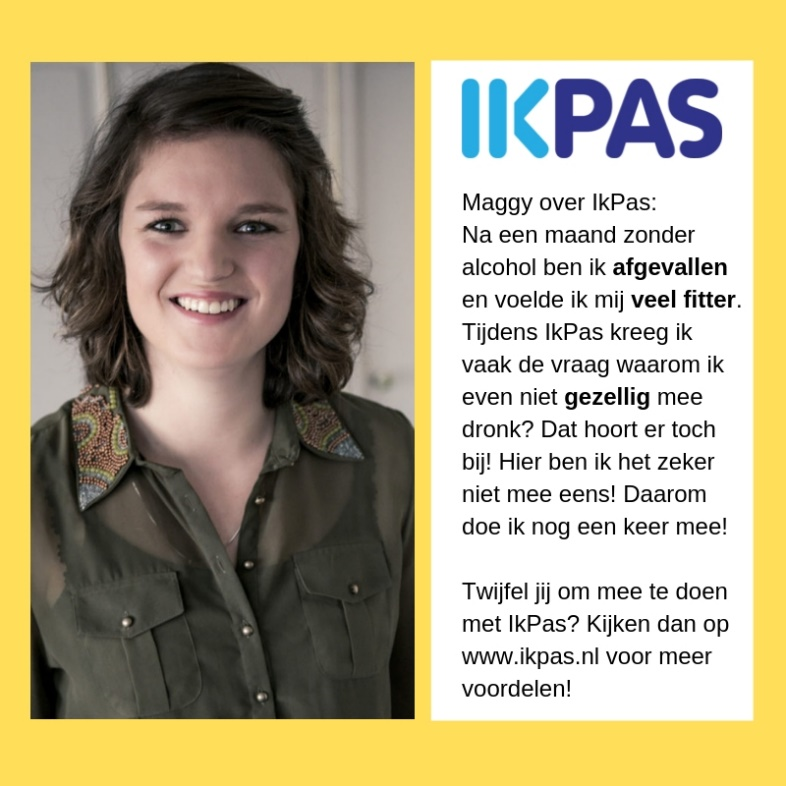 IKPAS
Maggy over IkPas:
Na een maand zonder
alcohol ben ik afgevallen
en voelde ik mij veel fitter.
Tijdens IkPas kreeg ik
vaak de vraag waarom ik
even niet gezellig mee
dronk? Dat hoort er toch
bij! Hier ben ik het zeker
niet mee eens! Daarom
doe ik nog een keer mee!
Twijfel jij om mee te doen
met IkPas? Kijken dan op
www.ikpas.nl voor meer
voordelen!